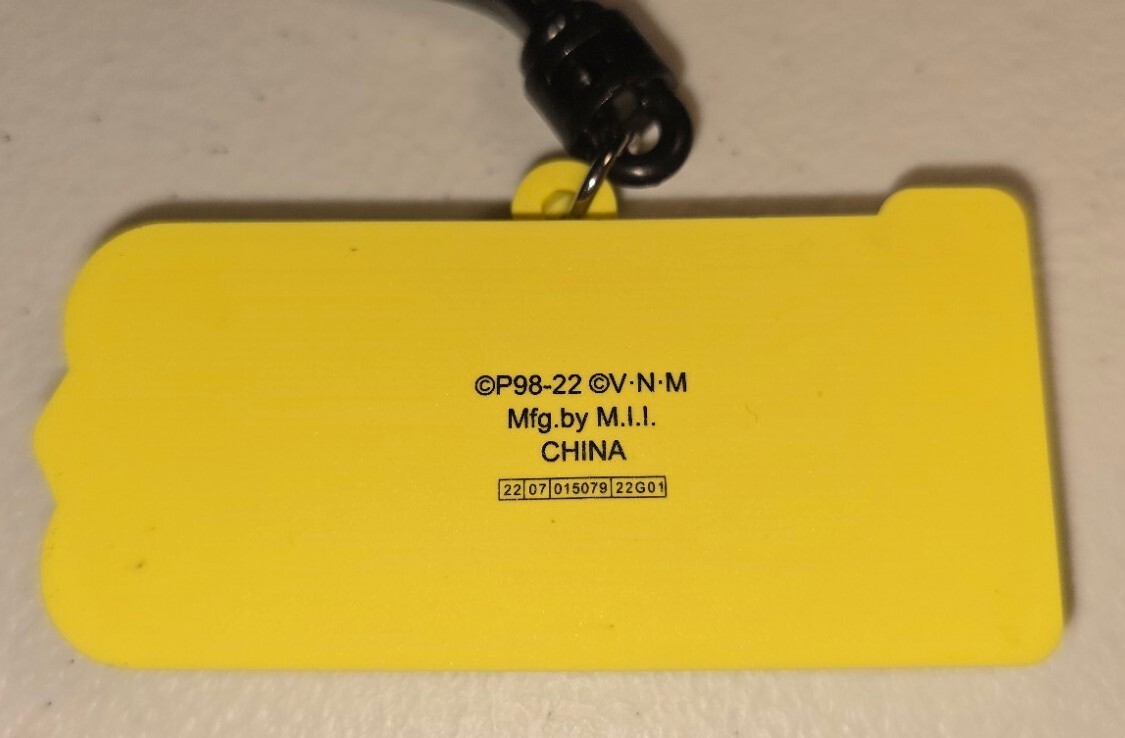 ©P98-22 ©V·N·M
Mfg.by M.I.I.
CHINA
22 07 015079 22G01